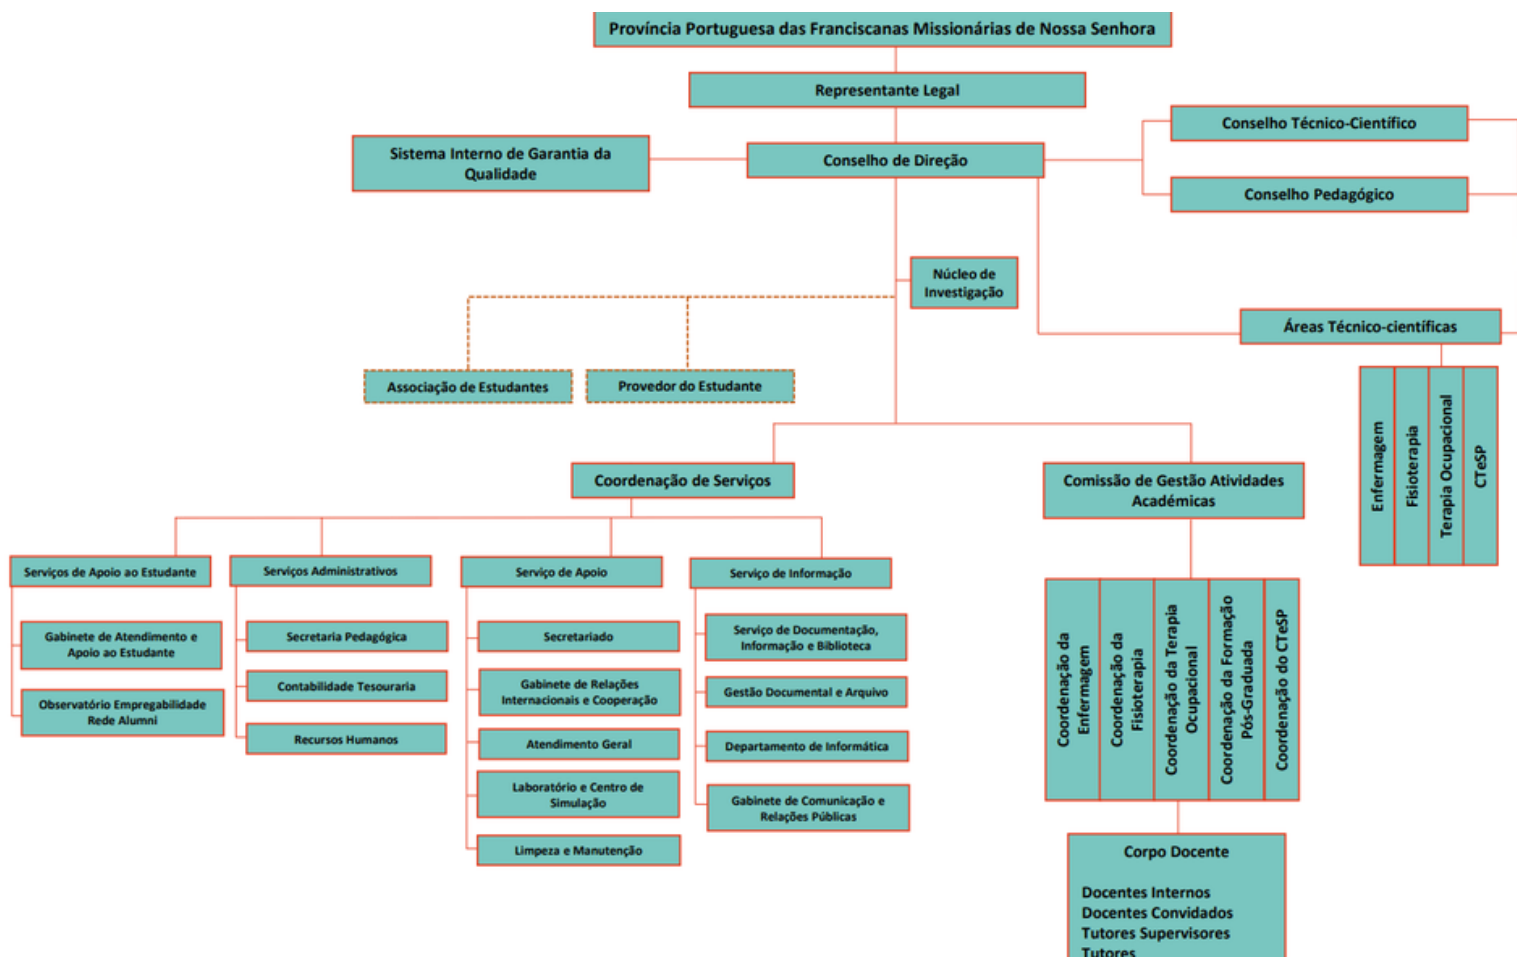 Província Portuguesa das Franciscanas Missionárias de Nossa Senhora
Representante Legal
Conselho Técnico-Científico
Sistema Interno de Garantia da
Qualidade
Conselho de Direção
Conselho Pedagógico
Núcleo de
Investigação
Áreas Técnico-científicas
Associação de Estudantes
Provedor do Estudante
Enfermagem
Fisioterapia
Terapia Ocupacional
CTeSP
Coordenação de Serviços
Comissão de Gestão Atividades
Académicas
Serviços de Apoio ao Estudante
Gabinete de Atendimento e
Apoio ao Estudante
Observatório Empregabilidade
Rede Alumni
Serviços Administrativos
Secretaria Pedagógica
Contabilidade Tesouraria
Recursos Humanos
Serviço de Apoio
Secretariado
Gabinete de Relações
Internacionais e Cooperação
Atendimento Geral
Laboratório e Centro de
Simulação
Limpeza e Manutenção
Serviço de Informação
Serviço de Documentação,
Informação e Biblioteca
Gestão Documental e Arquivo
Departamento de Informática
Gabinete de Comunicação e
Relações Públicas
Coordenação da
Enfermagem
Coordenação da
Fisioterapia
Coordenação da Terapia
Ocupacional
Coordenação da Formação
Pós-Graduada
Coordenação do CTeSP
Corpo Docente
Docentes Internos
Docentes Convidados
Tutores Supervisores
Tutores